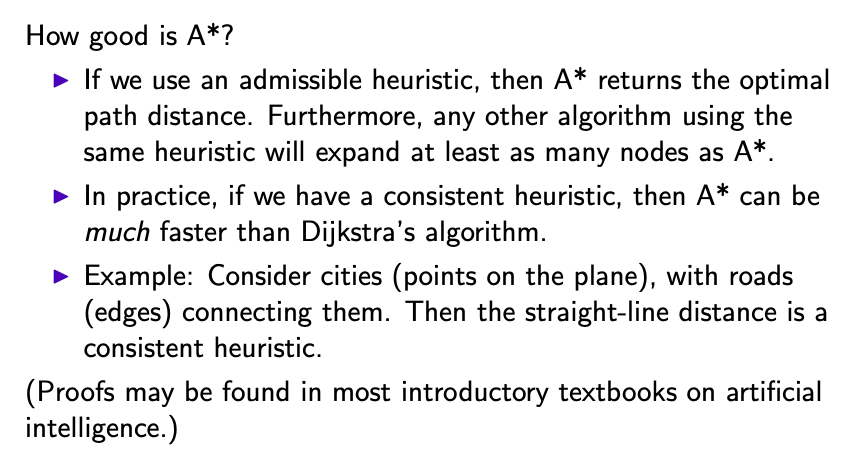 How good is A*?
▶ If we use an admissible heuristic, then A* returns the optimal
path distance. Furthermore, any other algorithm using the
same heuristic will expand at least as many nodes as A*.
▶ In practice, if we have a consistent heuristic, then A* can be
much faster than Dijkstra's algorithm.
▶ Example: Consider cities (points on the plane), with roads
(edges) connecting them. Then the straight-line distance is a
consistent heuristic.
(Proofs may be found in most introductory textbooks on artificial
intelligence.)